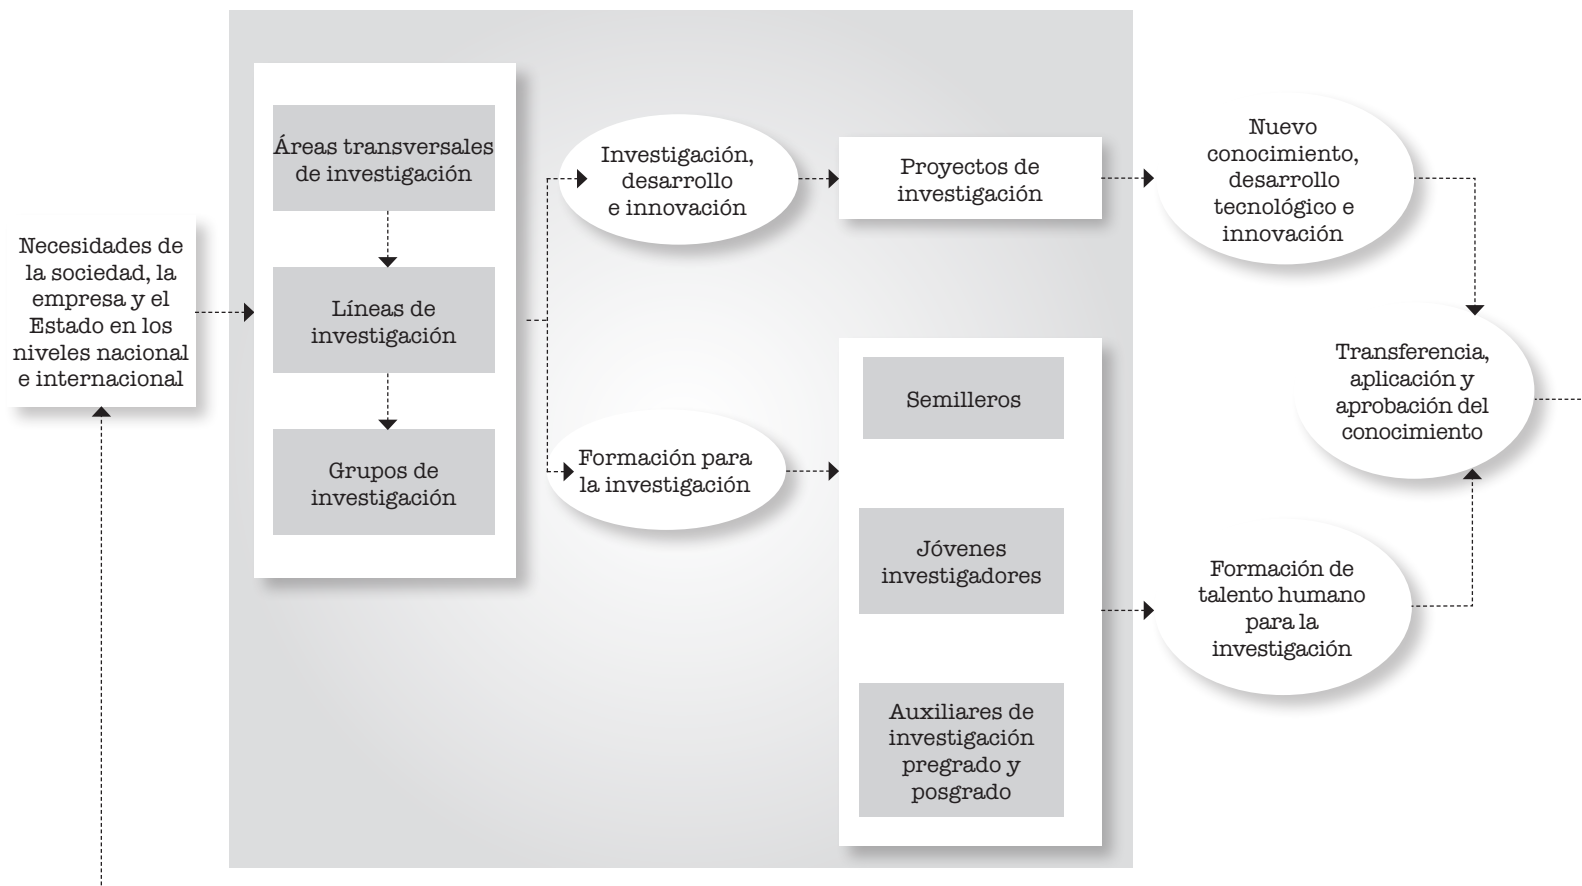 Necesidades de
la sociedad, la
empresa y el
Estado en los
niveles nacional
e internacional
Áreas transversales
de investigación
Líneas de
investigación
Grupos de
investigación
Investigación,
desarrollo
e innovación
Formación para
la investigación
Proyectos de
investigación
Semilleros
Jóvenes
investigadores
Auxiliares de
investigación
pregrado y
posgrado
Nuevo
conocimiento,
desarrollo
tecnológico e
innovación
Formación de
talento humano
para la
investigación
Transferencia,
aplicación y
aprobación del
conocimiento